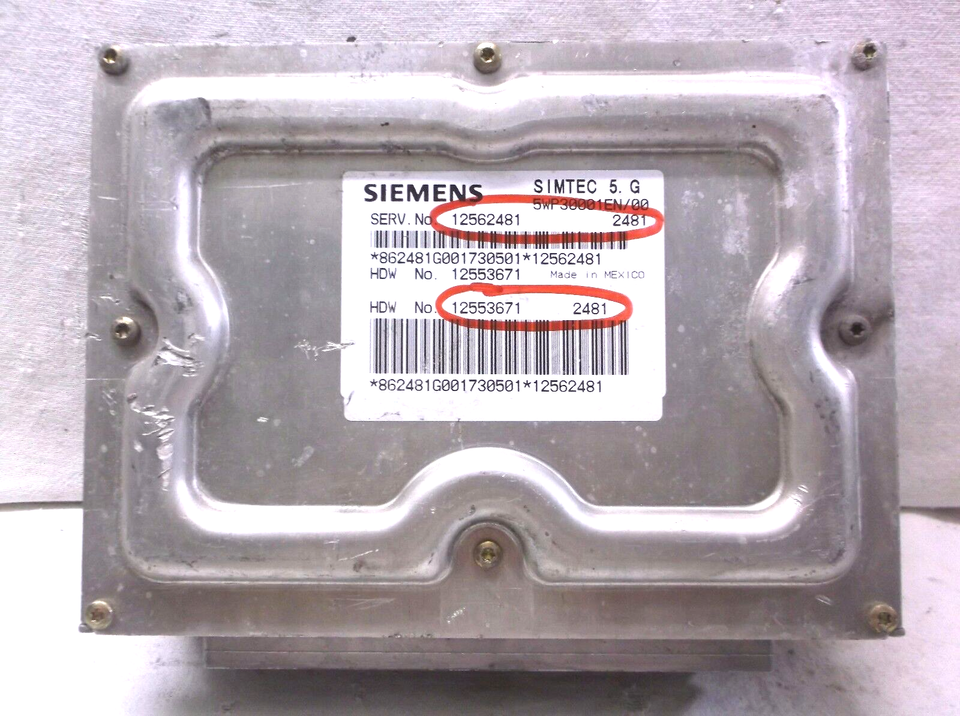 SIEMENS SIMTEC 5. G
5WP30001EN/00
SERV.No. 12562481 2481
*862481G001730501*12562481
HDW No. 12553671 Made in MEXICO
HDW No. 12553671 2481
*862481G001730501*12562481